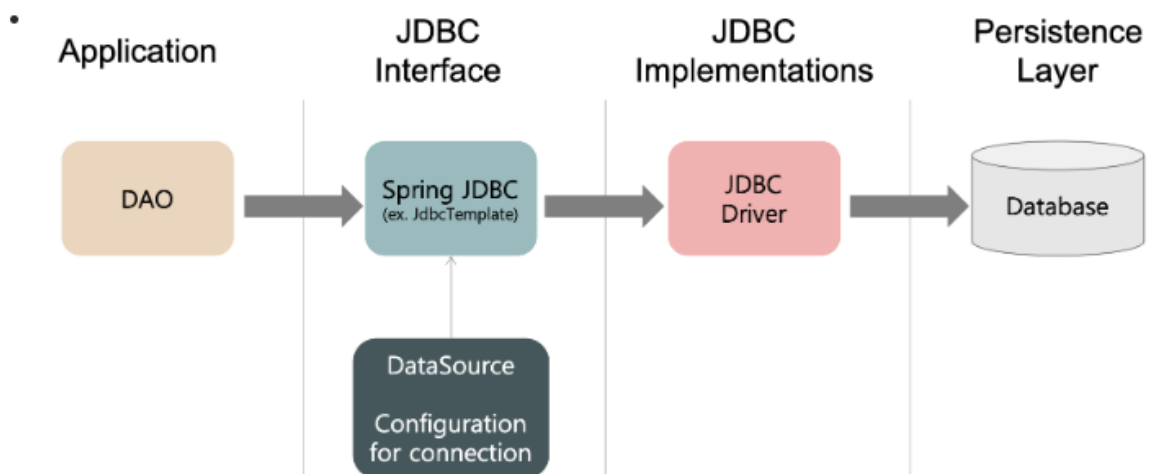 Application
JDBC
Interface
JDBC
Implementations
Persistence
Layer
DAO
Spring JDBC
(ex. JdbcTemplate)
JDBC
Driver
Database
DataSource
Configuration
for connection